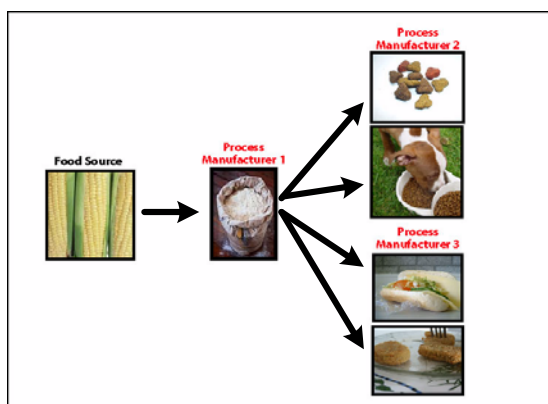 Process
Manufacturer 2
Food Source
Process
Manufacturer 1
Process
Manufacturer 3